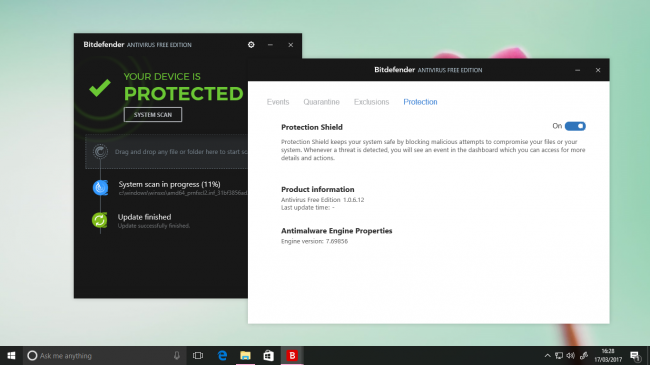 Bitdefender ANTIVIRUS FREE EDITION
YOUR DEVICE IS
PROTECTED
SYSTEM SCAN
Drag and drop any file or folder here to start sc
System scan in progress (11%)
Update finished
Update successfully finished.
Bitdefender ANTIVIRUS FREE EDITION
Events Quarantine Exclusions Protection
Protection Shield
On
Protection Shield keeps your system safe by blocking malicious attempts to compromise your files or your
system. Whenever a threat is detected, you will see an event in the dashboard which you can access for more
details and actions.
Product information
Antivirus Free Edition 1.0.6.12
Last update time: -
Antimalware Engine Properties
Engine version: 7.69856
Ask me anything
B
16:28
17/03/2017